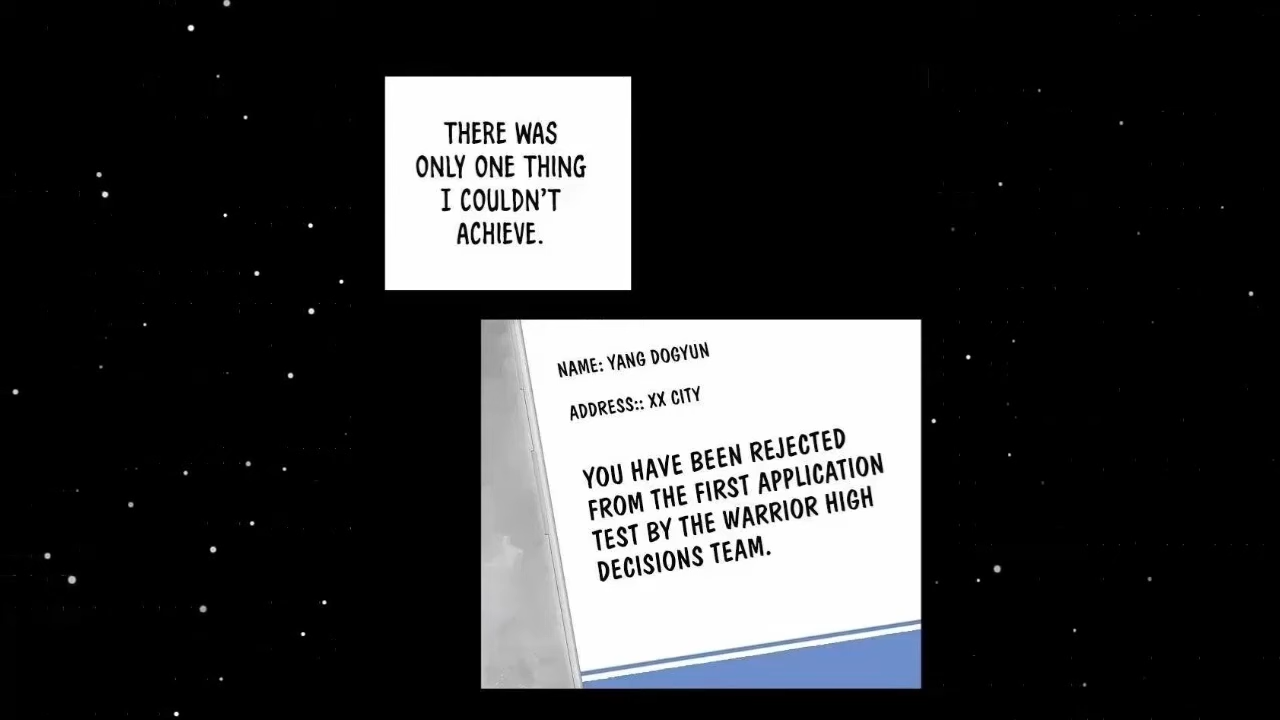 THERE WAS
ONLY ONE THING
I COULDN'T
ACHIEVE.
NAME: YANG DOGYUN
ADDRESS:: XX CITY
YOU HAVE BEEN REJECTED
FROM THE FIRST APPLICATION
TEST BY THE WARRIOR HIGH
DECISIONS TEAM.